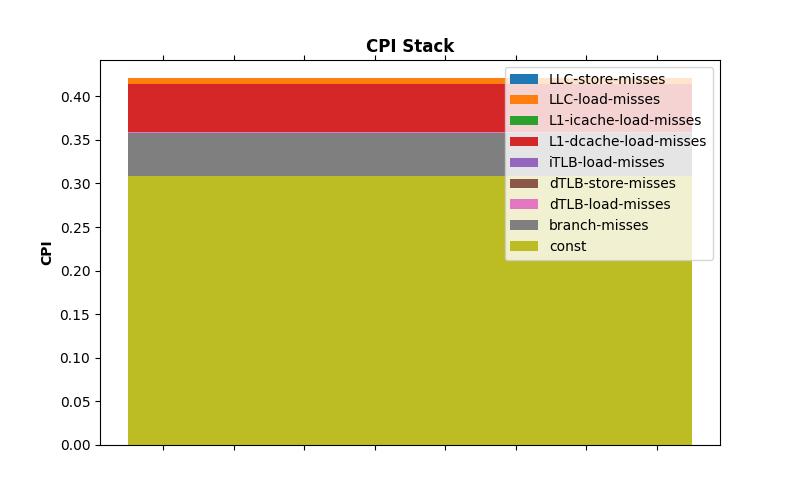 CPI Stack
CPI
0.40
0.35
0.30
0.25
0.20
0.15
0.10
0.05
0.00
LLC-store-misses
LLC-load-misses
L1-icache-load-misses
L1-dcache-load-misses
iTLB-load-misses
dTLB-store-misses
dTLB-load-misses
branch-misses
const